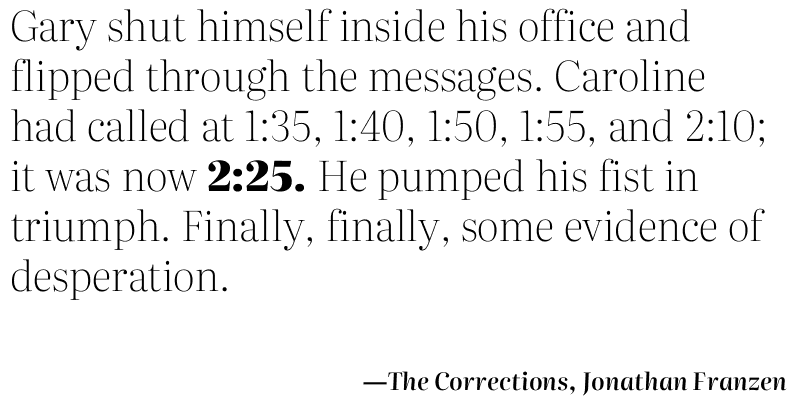 Gary shut himself inside his office and
flipped through the messages. Caroline
had called at 1:35, 1:40, 1:50, 1:55, and 2:10;
it was now 2:25. He pumped his fist in
triumph. Finally, finally, some evidence of
desperation.
—The Corrections, Jonathan Franzen